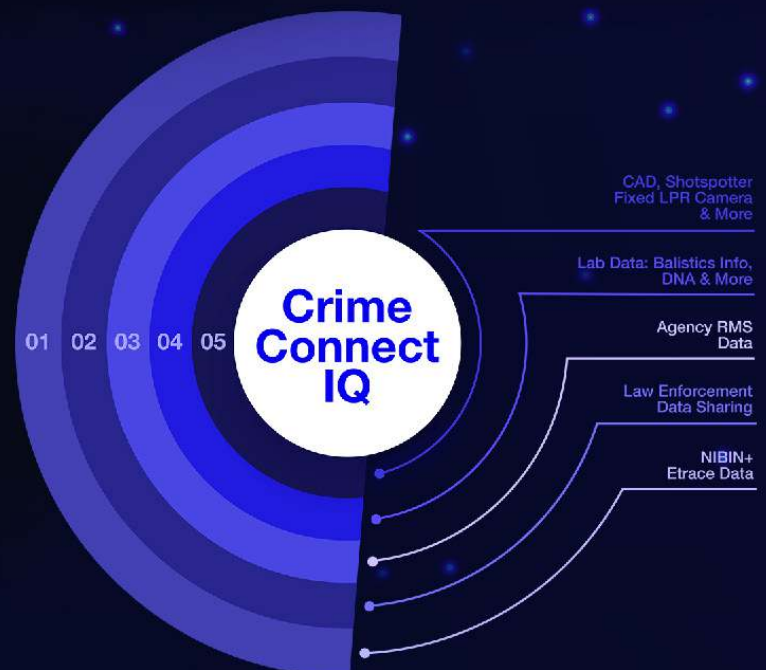 01 02 03 04 05
Crime
Connect
IQ
CAD, Shotspotter
Fixed LPR Camera
& More
Lab Data: Balistics Info,
DNA & More
Agency RMS
Data
Law Enforcement
Data Sharing
NIBIN+
Etrace Data